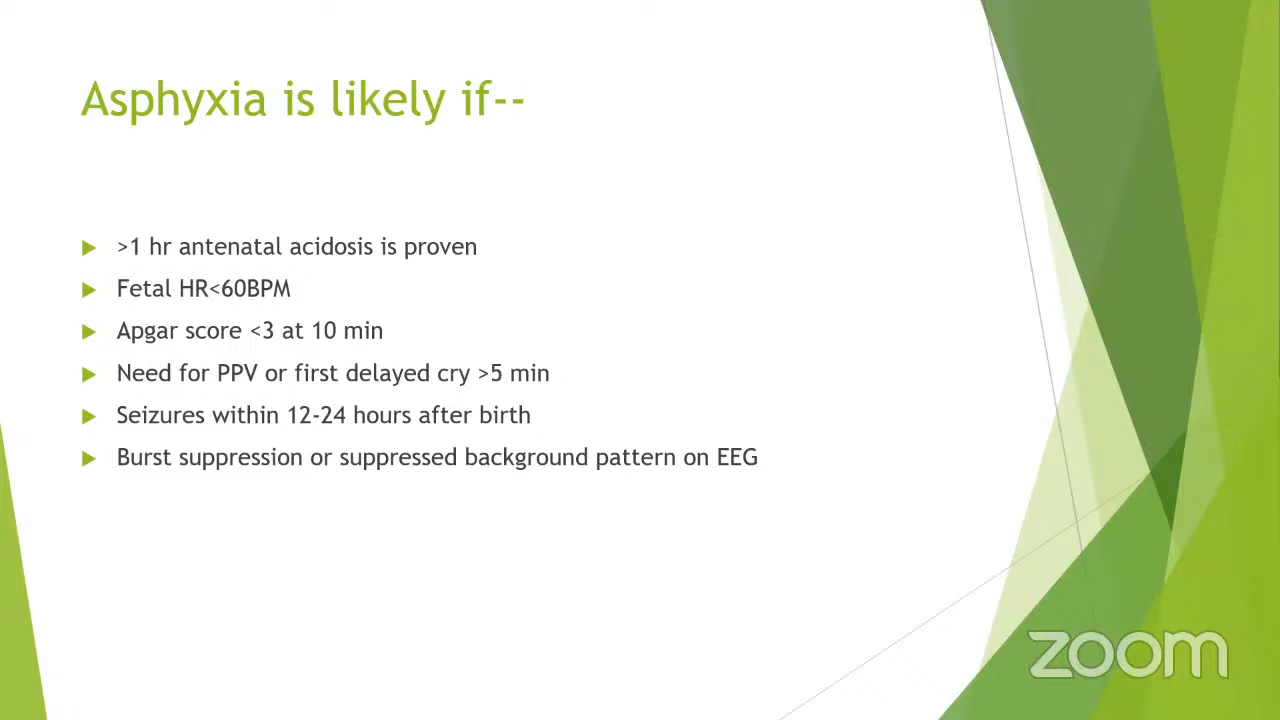 Asphyxia is likely if--
>1 hr antenatal acidosis is proven
Fetal HR<60BPM
Apgar score <3 at 10 min
Need for PPV or first delayed cry >5 min
Seizures within 12-24 hours after birth
Burst suppression or suppressed background pattern on EEG
zoom